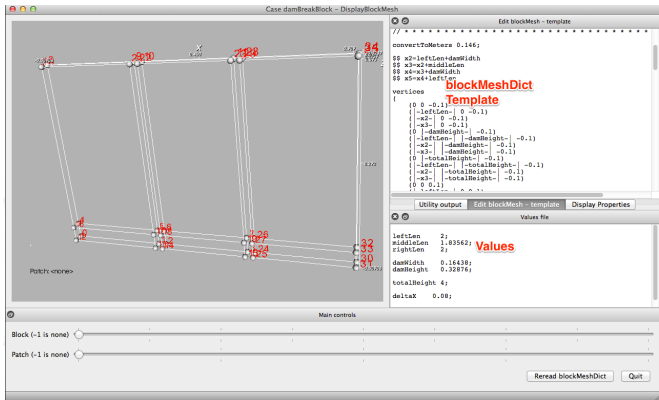 Case damBreakBlock – DisplayBlockMesh
Edit blockMesh – template
// * * * * * * * * * * * * * * * * * * * * * * * * * * * * * * * * * * *
convertToMeters 0.146;
$$ x2=leftLen+damWidth
$$ x3=x2+middleLen
$$ x4=x3+damWidth
$$ x5=x4+leftLen
blockMeshDict
Template
vertices
(
(0 0 -0.1)
( |-leftLen-| 0 -0.1)
( |-x2-| 0 -0.1)
( |-x3-| 0 -0.1)
(0 |-damHeight-| -0.1)
( |-leftLen-| |-damHeight-| -0.1)
( |-x2-| |-damHeight-| -0.1)
( |-x3-| |-damHeight-| -0.1)
(0 |-totalHeight-| -0.1)
( |-leftLen-| |-totalHeight-| -0.1)
( |-x2-| |-totalHeight-| -0.1)
( |-x3-| |-totalHeight-| -0.1)
(0 0 0.1)
Utility output
Edit blockMesh – template
Display Properties
Values file
leftLen 2;
middleLen 1.83562;
rightLen 2;
Values
damWidth 0.16438;
damHeight 0.32876;
totalHeight 4;
deltaX 0.08;
X
34
32
33
30
31
Patch: <none>
Main controls
Block (-1 is none)
Patch (-1 is none)
Reread blockMeshDict
Quit